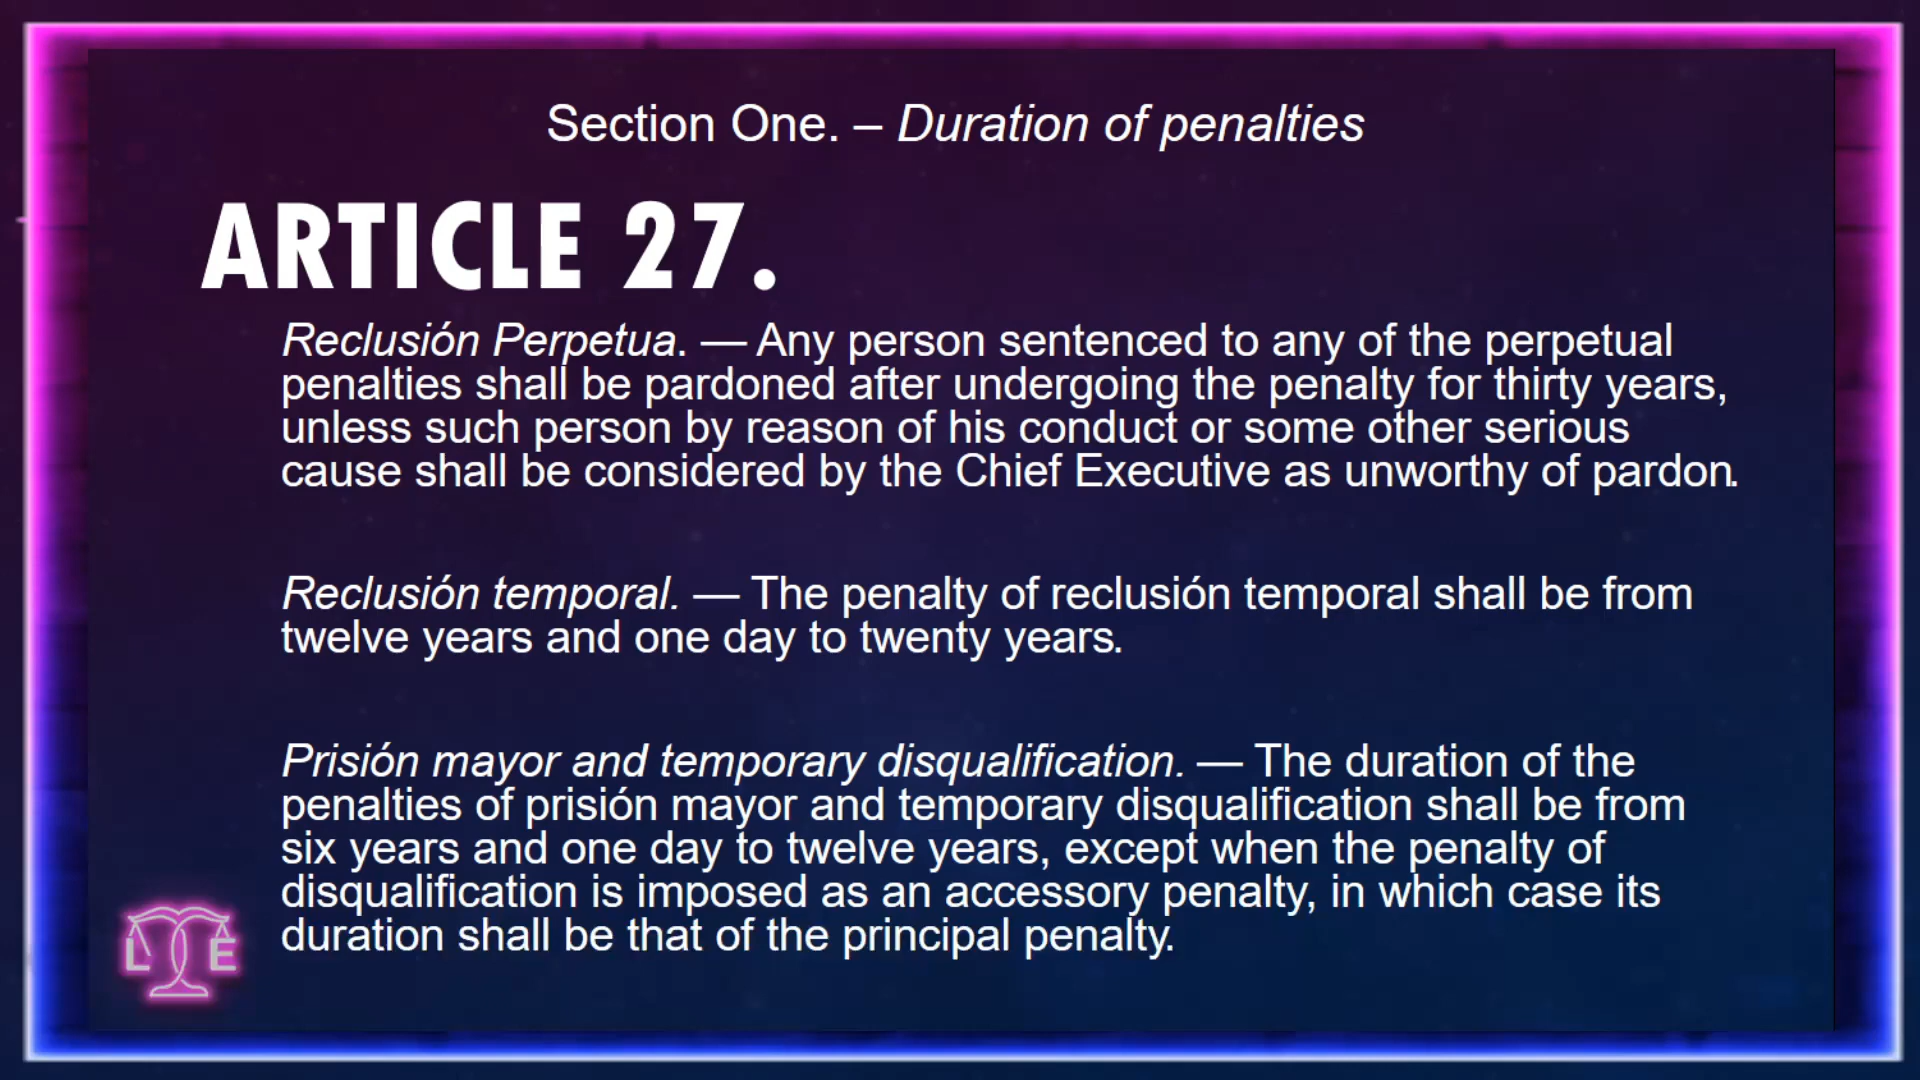 Section One. – Duration of penalties
ARTICLE 27.
Reclusión Perpetua. — Any person sentenced to any of the perpetual
penalties shall be pardoned after undergoing the penalty for thirty years,
unless such person by reason of his conduct or some other serious
cause shall be considered by the Chief Executive as unworthy of pardon.
Reclusión temporal. — The penalty of reclusión temporal shall be from
twelve years and one day to twenty years.
Prisión mayor and temporary disqualification. — The duration of the
penalties of prisión mayor and temporary disqualification shall be from
six years and one day to twelve years, except when the penalty of
disqualification is imposed as an accessory penalty, in which case its
duration shall be that of the principal penalty.
L E